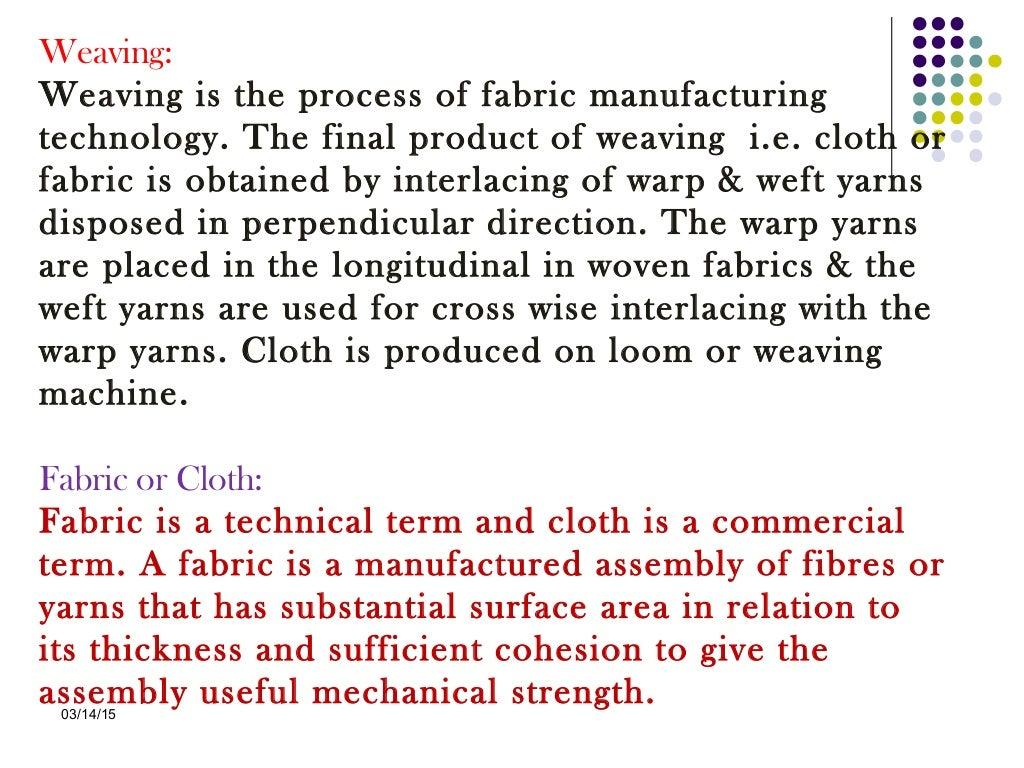 Weaving:
Weaving is the process of fabric manufacturing
technology. The final product of weaving  i.e. cloth or
fabric is obtained by interlacing of warp & weft yarns
disposed in perpendicular direction. The warp yarns
are placed in the longitudinal in woven fabrics & the
weft yarns are used for cross wise interlacing with the
warp yarns. Cloth is produced on loom or weaving
machine.
Fabric or Cloth:
Fabric is a technical term and cloth is a commercial
term. A fabric is a manufactured assembly of fibres or
yarns that has substantial surface area in relation to
its thickness and sufficient cohesion to give the
assembly useful mechanical strength.
03/14/15